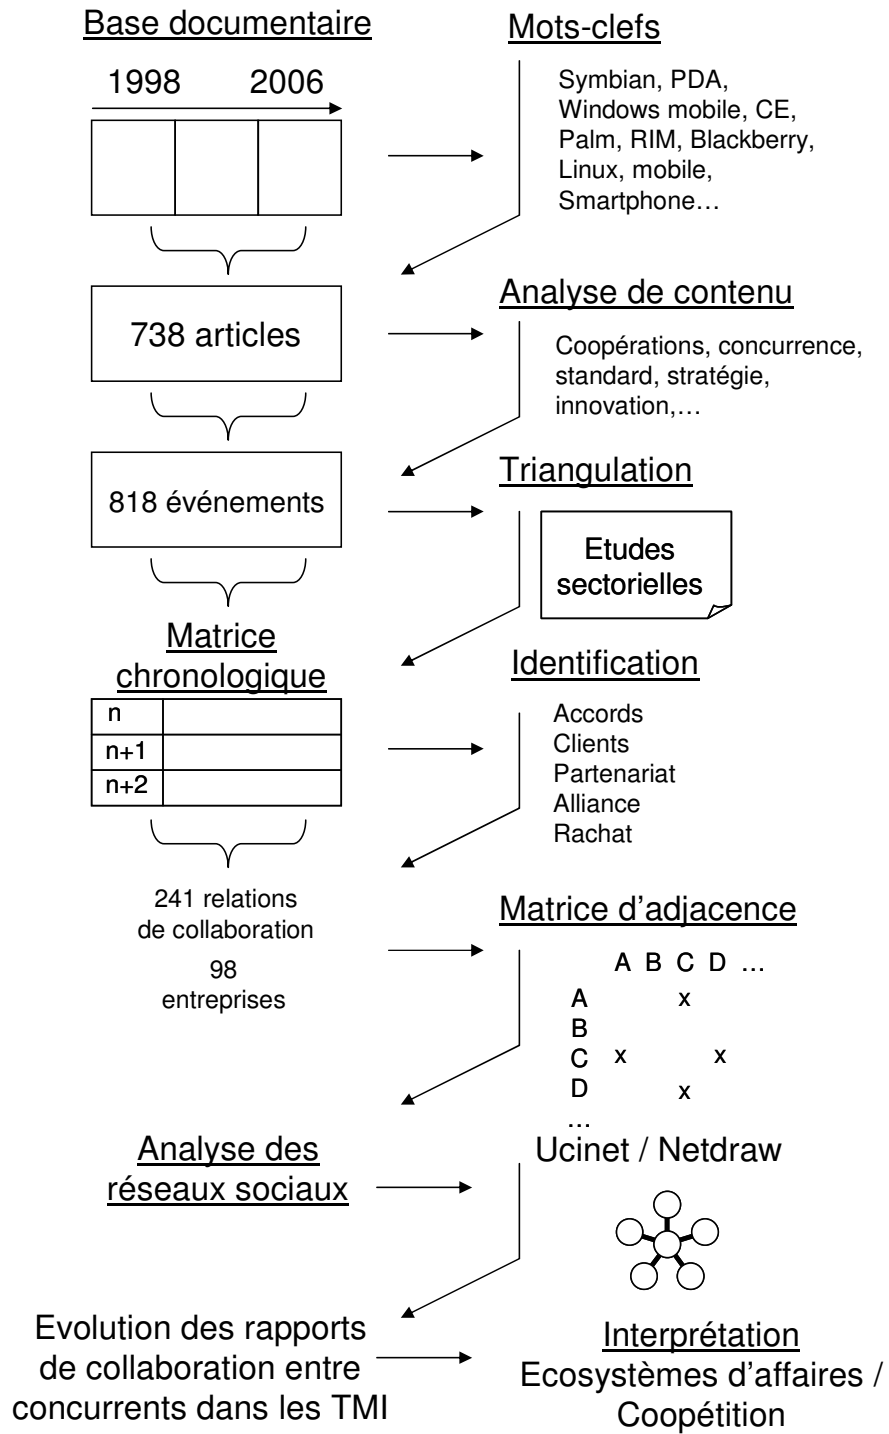 Base documentaire
1998 2006
Mots-clefs
Symbian, PDA,
Windows mobile, CE,
Palm, RIM, Blackberry,
Linux, mobile,
Smartphone…
738 articles
Analyse de contenu
Coopérations, concurrence,
standard, stratégie,
innovation,…
818 événements
Triangulation
Etudes
sectorielles
Matrice
chronologique
n
n+1
n+2
Identification
Accords
Clients
Partenariat
Alliance
Rachat
241 relations
de collaboration
98
entreprises
Matrice d’adjacence
A B C D …
A x
B
C x x
D x
…
Analyse des
réseaux sociaux
Ucinet / Netdraw
Evolution des rapports
de collaboration entre
concurrents dans les TMI
Interprétation
Ecosystèmes d’affaires /
Coopétition